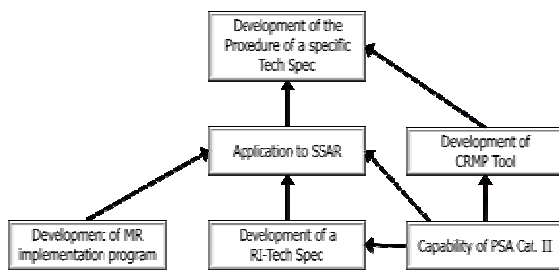 Development of the
Procedure of a specific
Tech Spec
Application to SSAR
Development of
CRMP Tool
Development of MR
implementation program
Development of a
RI-Tech Spec
Capability of PSA Cat. II